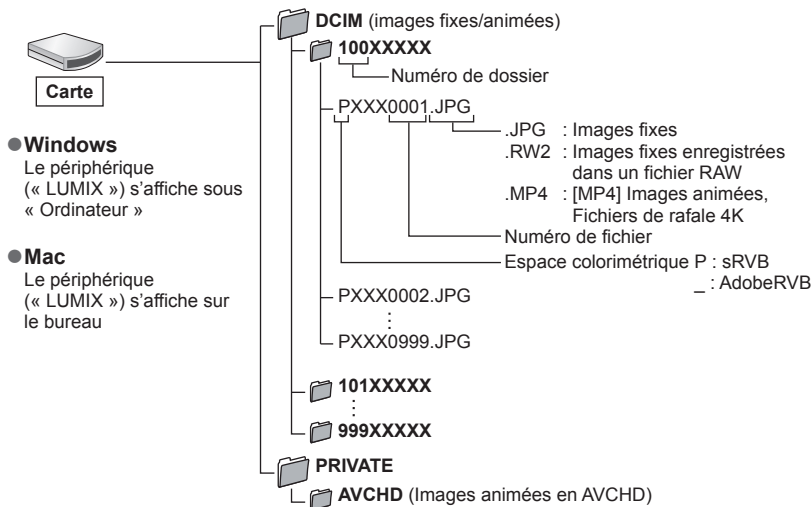 DCIM (images fixes/animées)
100XXXXX
Numéro de dossier
Carte
PXXX0001.JPG
.JPG : Images fixes
.RW2 : Images fixes enregistrées
dans un fichier RAW
.MP4 : [MP4] Images animées,
Fichiers de rafale 4K
Numéro de fichier
Espace colorimétrique P : sRVB
_ : AdobeRVB
●Windows
Le périphérique
(« LUMIX ») s’affiche sous
« Ordinateur »
●Mac
Le périphérique
(« LUMIX ») s’affiche sur
le bureau
PXXX0002.JPG
PXXX0999.JPG
101XXXXX
999XXXXX
PRIVATE
AVCHD (Images animées en AVCHD)